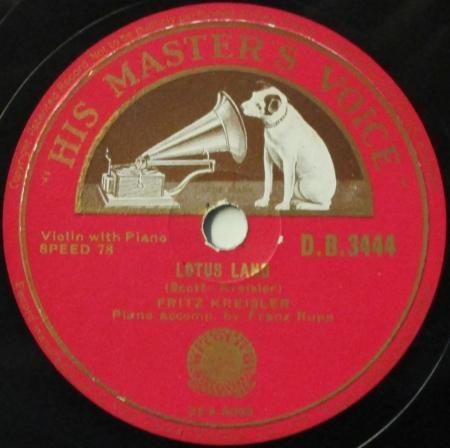 "HIS MASTER'S VOICE"
Violin with Piano
SPEED 78
D.B.3444
LOTUS LAND
(Scott - Kreisler)
FRITZ KREISLER
Piano accomp. by Franz Rupp